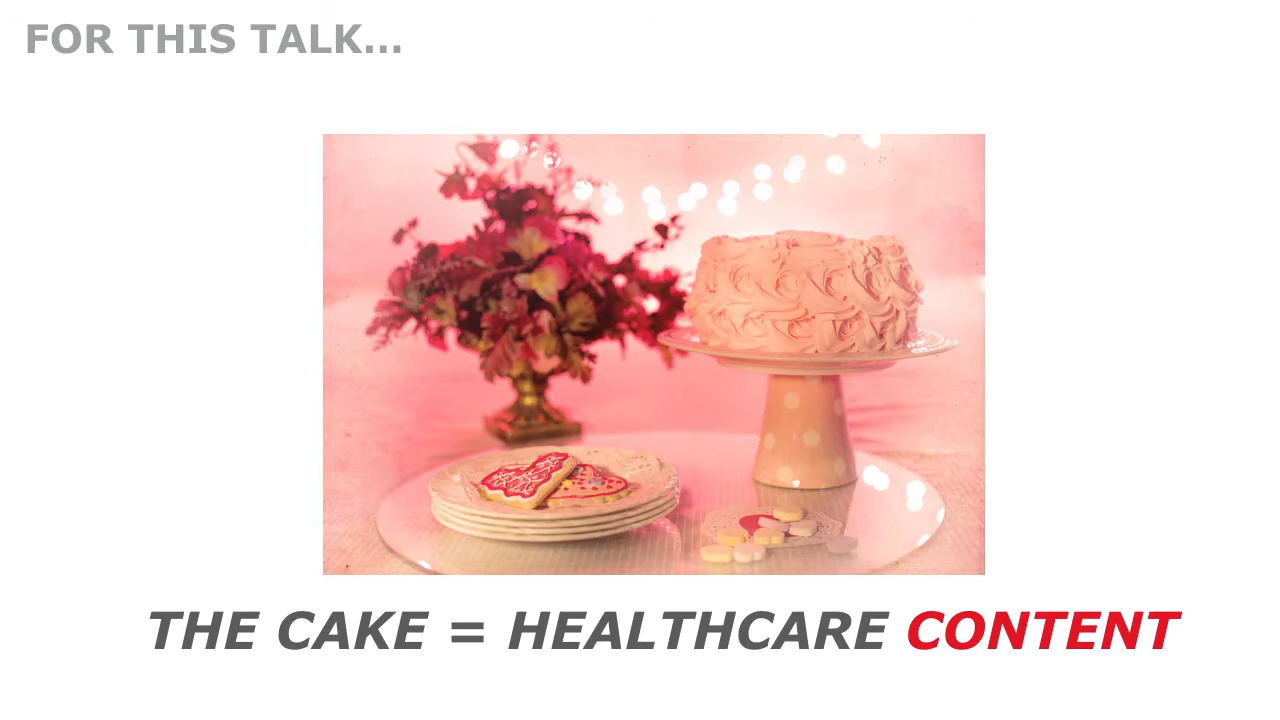 FOR THIS TALK...
THE CAKE = HEALTHCARE CONTENT